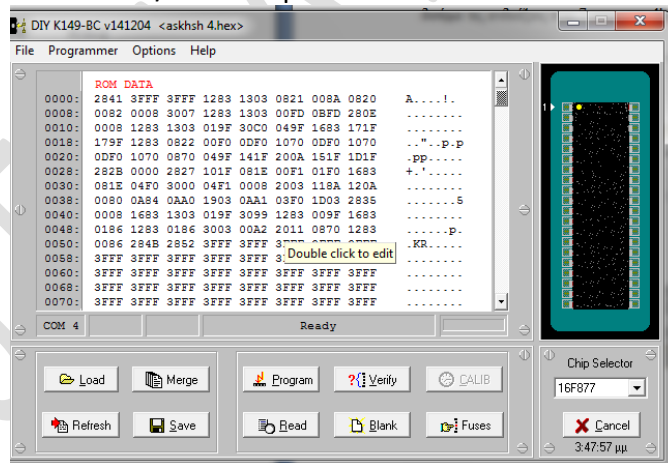 DIY K149-BC v141204 <askhsh 4.hex>
File Programmer Options Help
ROM DATA
0000: 2841 3FFF 3FFF 1283 1303 0821 008A 0820 A....!.
0008: 0082 0008 3007 1283 1303 00FD 0BFD 280E ........
0010: 0008 1283 1303 019F 30C0 049F 1683 171F ........
0018: 179F 1283 0822 00F0 0DF0 1070 0DF0 1070 .."..p.p
0020: 0DF0 1070 0870 049F 141F 200A 151F 1D1F .pp.....
0028: 282B 0000 2827 101F 081E 00F1 01F0 1683 +.'.....
0030: 081E 04F0 3000 04F1 0008 2003 118A 120A ........
0038: 0080 0A84 0AA0 1903 0AA1 03F0 1D03 2835 .......5
0040: 0008 1683 1303 019F 3099 1283 009F 1683 ........
0048: 0186 1283 0186 3003 00A2 2011 0870 1283 ......p.
0050: 0086 284B 2852 3FFF 3FFF .KR.....
0058: 3FFF 3FFF 3FFF 3FFF 3FFF ........
0060: 3FFF 3FFF 3FFF 3FFF 3FFF 3FFF 3FFF 3FFF ........
0068: 3FFF 3FFF 3FFF 3FFF 3FFF 3FFF 3FFF 3FFF ........
0070: 3FFF 3FFF 3FFF 3FFF 3FFF 3FFF 3FFF 3FFF ........
Double click to edit
1
COM 4 Ready
Load Merge Program ?{} Verify CALIB
Refresh Save Read Blank Fuses
Chip Selector
16F877
Cancel
3:47:57 μμ